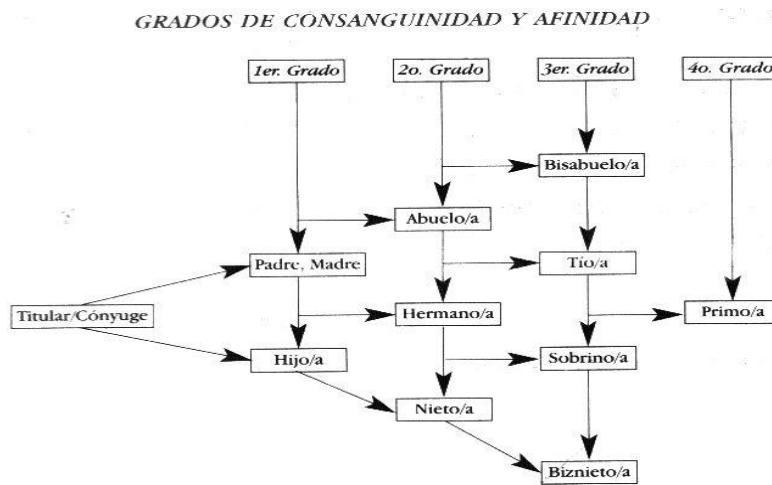 GRADOS DE CONSANGUINIDAD Y AFINIDAD
1er. Grado
2o. Grado
3er. Grado
4o. Grado
Bisabuelo/a
Abuelo/a
Padre, Madre
Tío/a
Titular/Cónyuge
Hermano/a
Primo/a
Hijo/a
Sobrino/a
Nieto/a
Biznieto/a